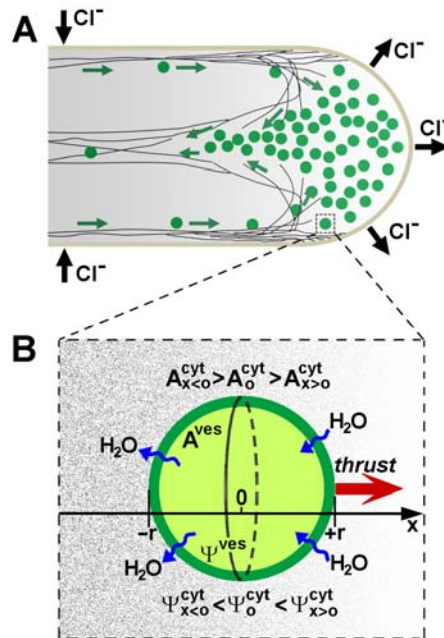 A
Cl⁻
Cl⁻
Cl⁻
Cl⁻
Cl⁻
B
A^cyt_x<o>A^cyt_o>A^cyt_x>o
H₂O
A^ves
H₂O
thrust
0
−r
+r
x
H₂O
Ψ^ves
H₂O
Ψ^cyt_x<o<Ψ^cyt_o<Ψ^cyt_x>o